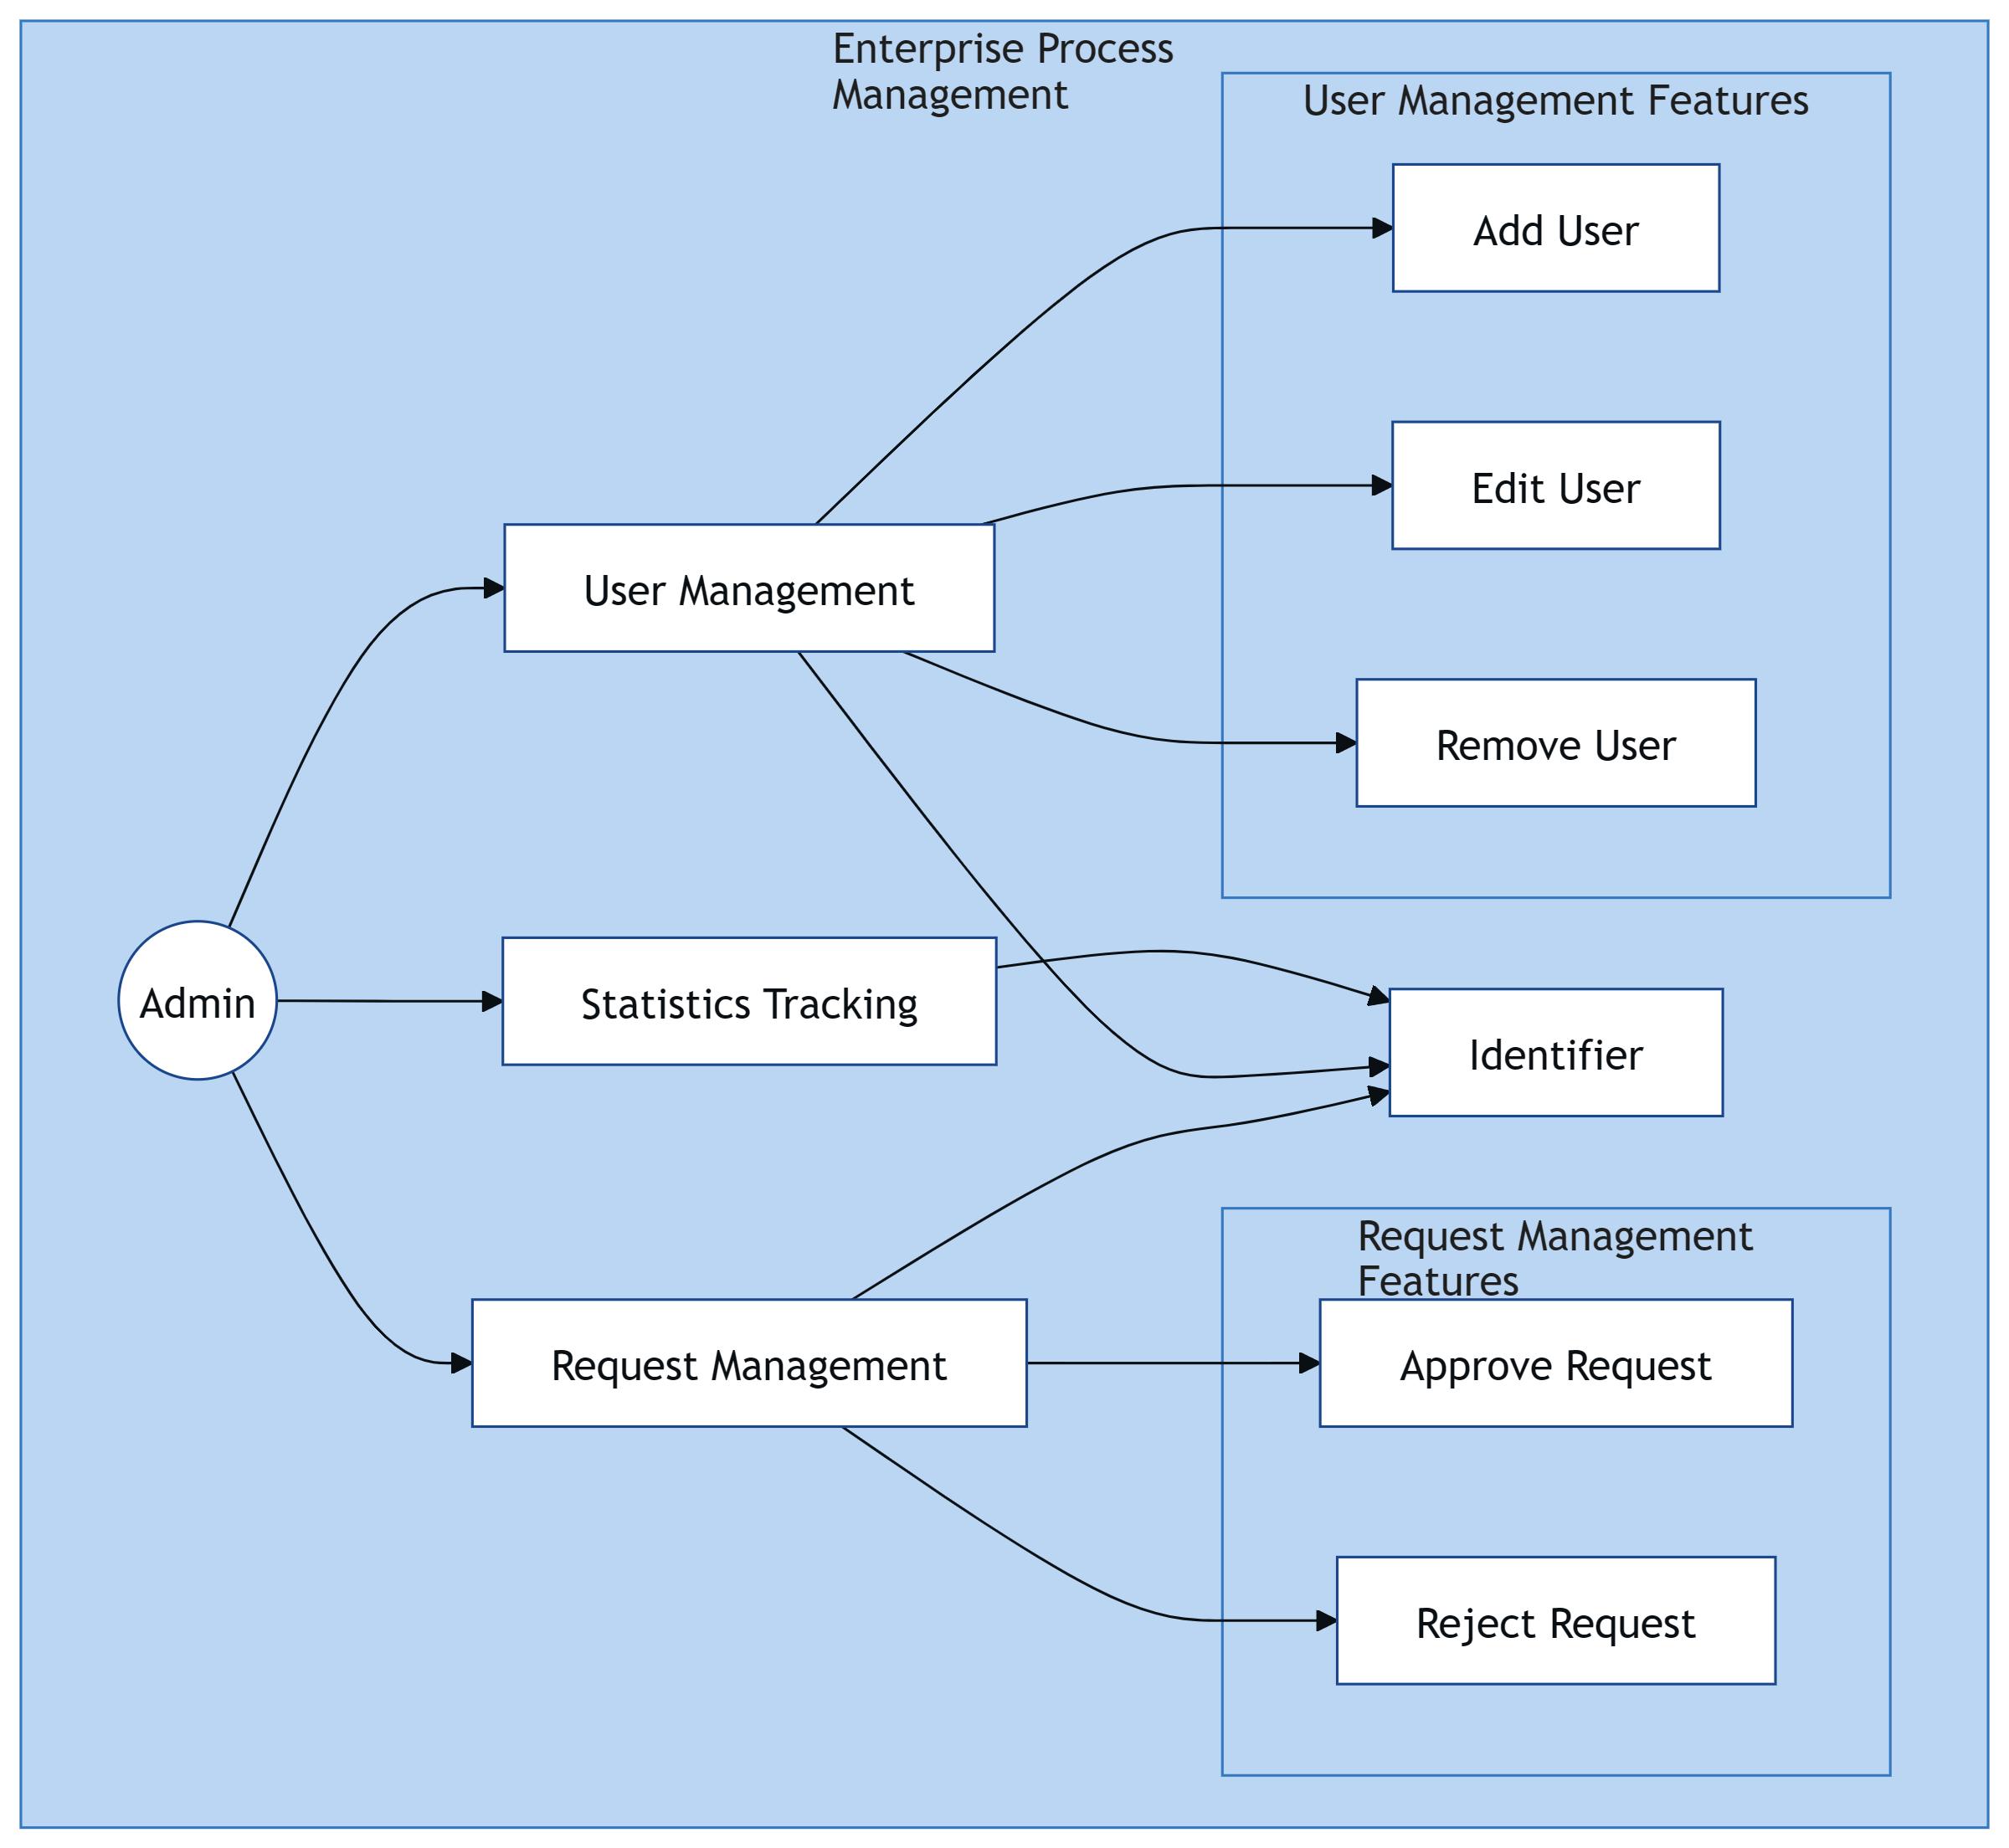 Enterprise Process
Management
User Management Features
Add User
Edit User
User Management
Remove User
Admin
Statistics Tracking
Identifier
Request Management
Features
Request Management
Approve Request
Reject Request